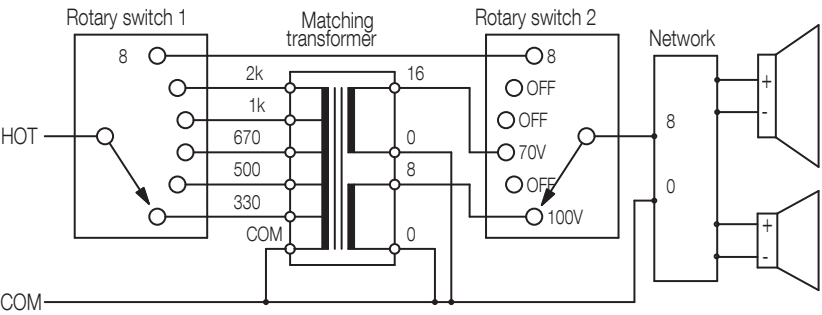 Rotary switch 1
Matching
transformer
Rotary switch 2
Network
8
2k
1k
670
500
330
COM
HOT
COM
16
0
8
0
8
OFF
OFF
70V
OFF
100V
8
0
+
-
+
-